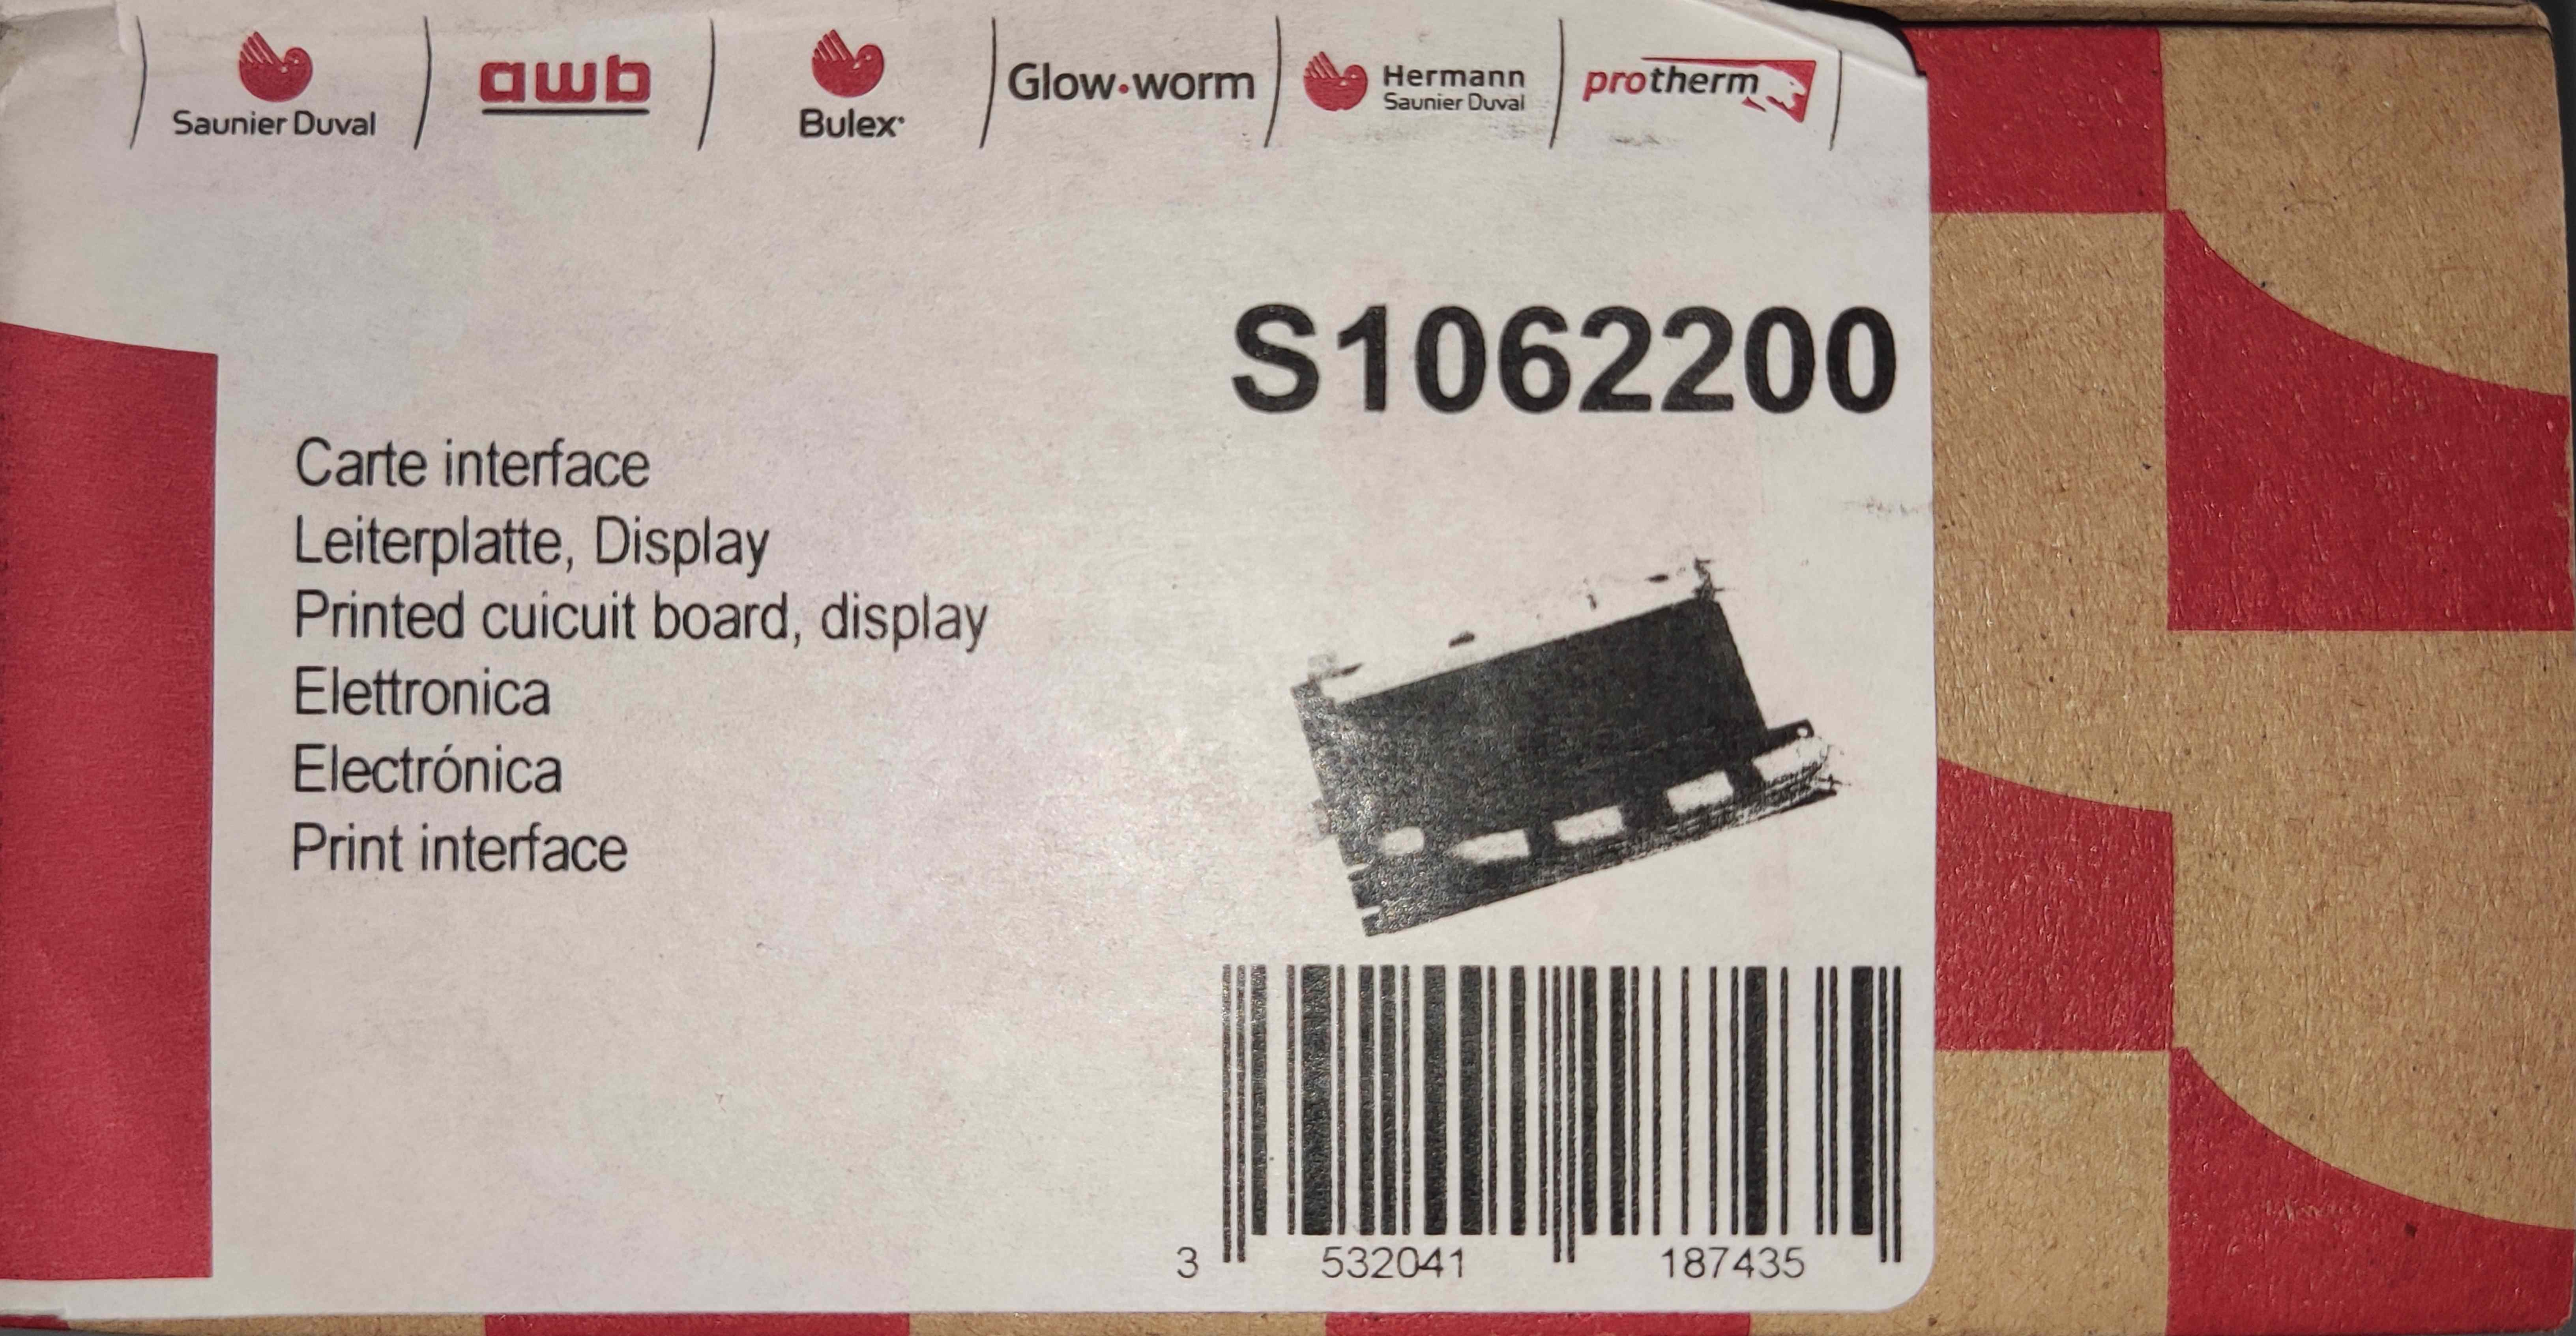 Saunier Duval
awb
Bulex
Glow·worm
Hermann
Saunier Duval
protherm
S1062200
Carte interface
Leiterplatte, Display
Printed cuicuit board, display
Elettronica
Electrónica
Print interface
3 532041 187435